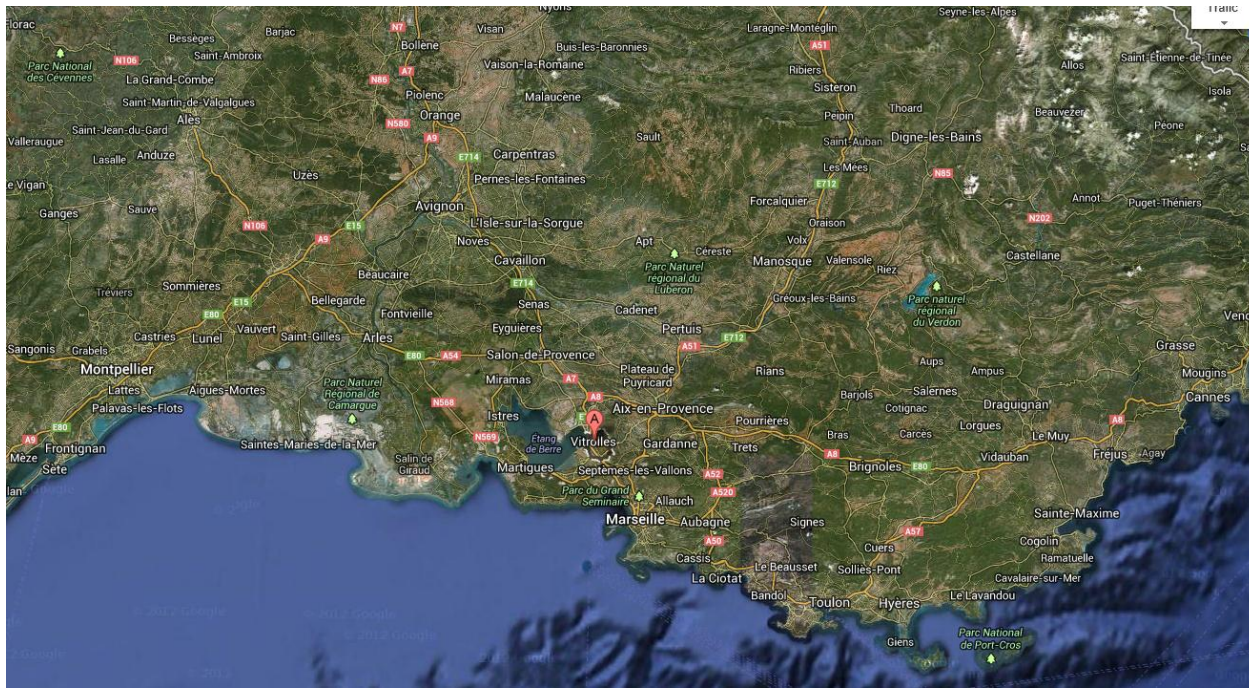 Trafic
Florac
Bessèges
Barjac
N7
Visan
Nyons
Laragne-Montéglin
Seyne-les-Alpes
Parc National
des Cévennes
N106
Saint-Ambroix
Bollène
Buis-les-Baronnies
A51
Allos
Saint-Étienne-de-Tinée
La Grand-Combe
N86
A7
Vaison-la-Romaine
Ribiers
Isola
Saint-Martin-de-Valgalgues
Piolenc
Malaucène
Sisteron
Thoard
Beauvezer
Alès
Orange
Peipin
Péone
Saint-Jean-du-Gard
N580
A9
Sault
Saint-Auban
Digne-les-Bains
Valleraugue
Lasalle
Anduze
E714
Carpentras
Les Mées
N85
Uzès
Pernes-les-Fontaines
E712
Le Vigan
Ganges
Sauve
Avignon
Forcalquier
Annot
Puget-Théniers
N106
E15
L'Isle-sur-la-Sorgue
Oraison
N202
A9
Noves
Apt
Céreste
Volx
Castellane
Cavaillon
Parc Naturel
régional du
Luberon
Manosque
Valensole
Riez
Sommières
Beaucaire
E714
Parc naturel
régional
du Verdon
Tréviers
E15
Bellegarde
Senas
Cadenet
Gréoux-les-Bains
E80
Fontvieille
Vauvert
Saint-Gilles
Eyguières
Pertuis
E712
Castries
Lunel
Arles
A51
Grasse
Sangonis
Grabels
E80
A54
Salon-de-Provence
Aups
Montpellier
A7
Plateau de
Puyricard
Rians
Ampus
Mougins
Lattes
Aigues-Mortes
Parc Naturel
Régional de
Camargue
Miramas
A8
Barjols
Salernes
Cannes
Palavas-les-Flots
N568
Istres
A
Aix-en-Provence
Cotignac
Draguignan
E80
Pourrières
Lorgues
A8
A9
Frontignan
Saintes-Maries-de-la-Mer
N569
Étang
de Berre
Vitrolles
Gardanne
Trets
Bras
Carcès
Le Muy
Mèze
Sète
Salin de
Giraud
Martigues
Septèmes-les-Vallons
A52
A8
Brignoles
E80
Vidauban
Fréjus
Agay
Parc du Grand
Seminaire
Allauch
A520
Marseille
Aubagne
Signes
Sainte-Maxime
A50
A57
Cogolin
Cassis
Cuers
Ramatuelle
La Ciotat
Le Beausset
Solliès-Pont
Cavalaire-sur-Mer
Bandol
Toulon
Hyères
Le Lavandou
© 2012 Google
© 2012 Google
© 2012 Google
Giens
Parc National
de Port-Cros